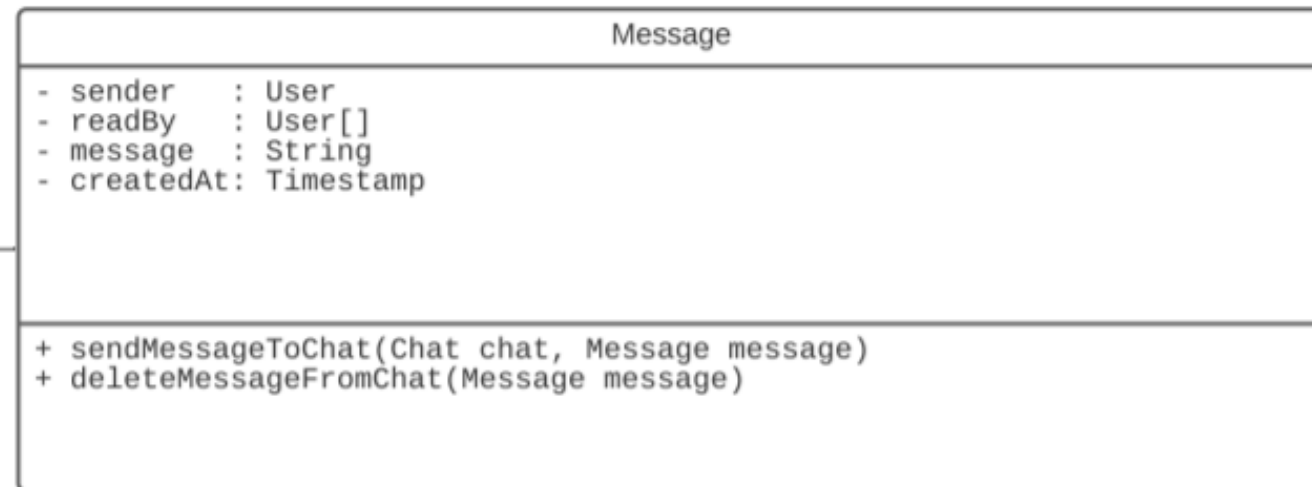 Message
- sender   : User
- readBy   : User[]
- message  : String
- createdAt: Timestamp
+ sendMessageToChat(Chat chat, Message message)
+ deleteMessageFromChat(Message message)